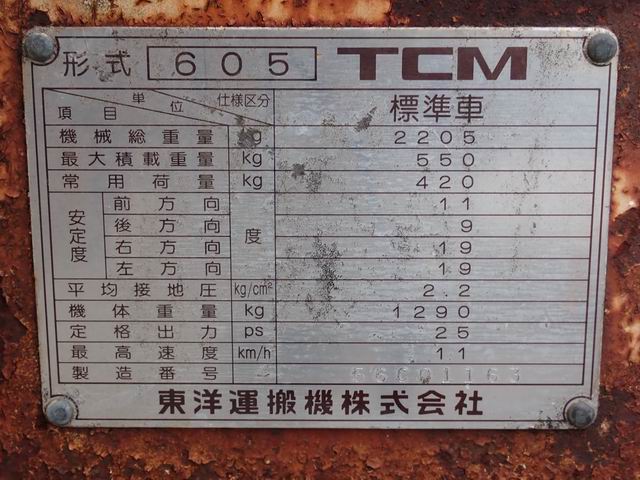 形式 605 TCM
単位 仕様区分
項目 標準車
機械総重量 kg 2205
最大積載重量 kg 550
常用荷重 kg 420
安定度 前方向 度 11
後方向 9
右方向 19
左方向 19
平均接地圧 kg/cm² 2.2
機体重量 kg 1290
定格出力 ps 25
最高速度 km/h 11
製造番号 -
東洋運搬機株式会社